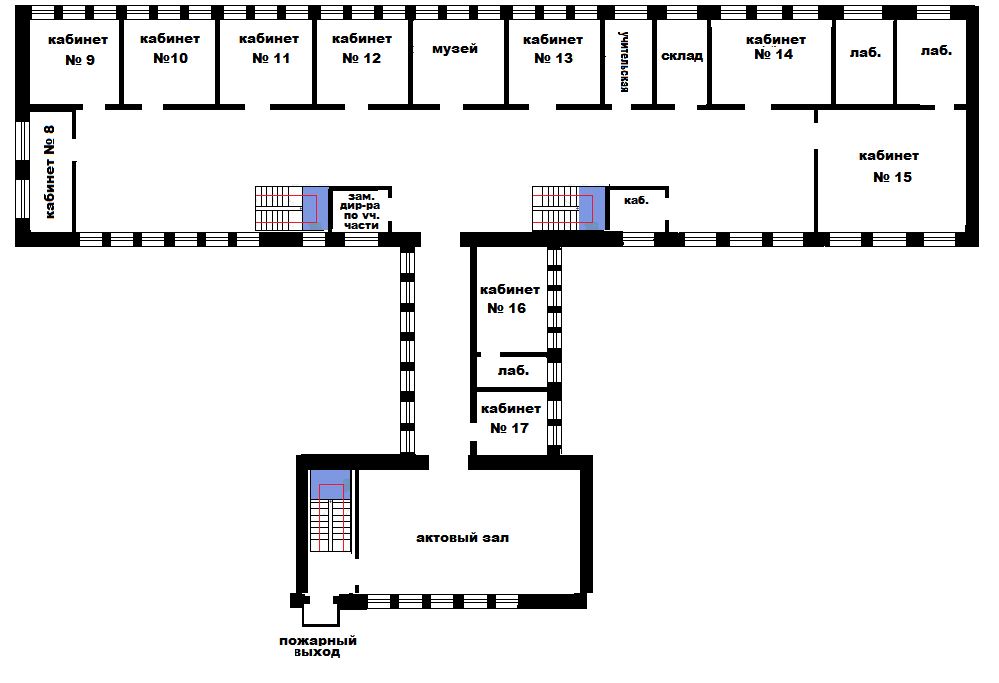 кабинет
№ 9
кабинет
№10
кабинет
№ 11
кабинет
№ 12
музей
кабинет
№ 13
учительская
склад
кабинет
№ 14
лаб.
лаб.
кабинет № 8
кабинет
№ 15
зам.
дир-ра
по уч.
части
каб.
кабинет
№ 16
лаб.
кабинет
№ 17
актовый зал
пожарный
выход